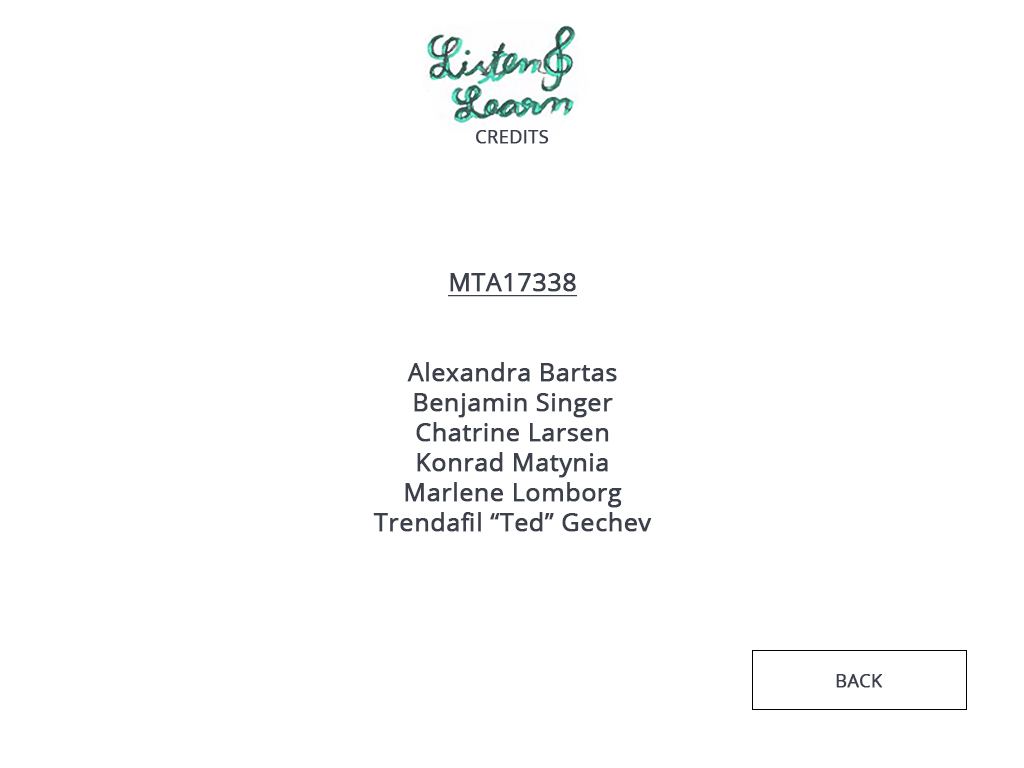 Listen &
Learn
CREDITS
MTA17338
Alexandra Bartas
Benjamin Singer
Chatrine Larsen
Konrad Matynia
Marlene Lomborg
Trendafil “Ted” Gechev
BACK